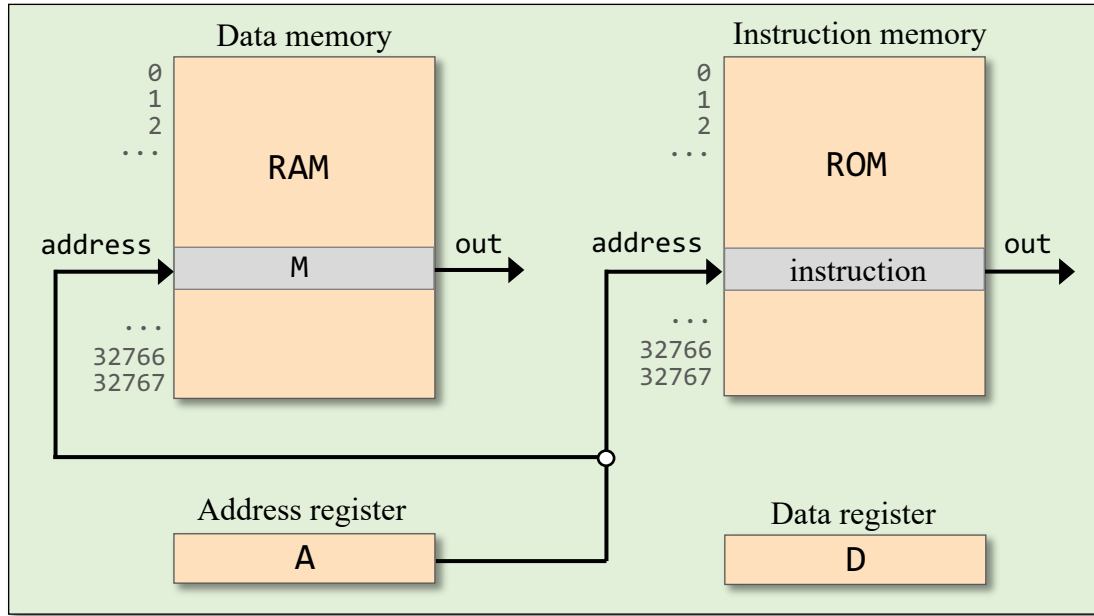 Data memory
0
1
2
...
RAM
address
M
out
...
32766
32767
Instruction memory
0
1
2
...
ROM
address
instruction
out
...
32766
32767
Address register
A
Data register
D